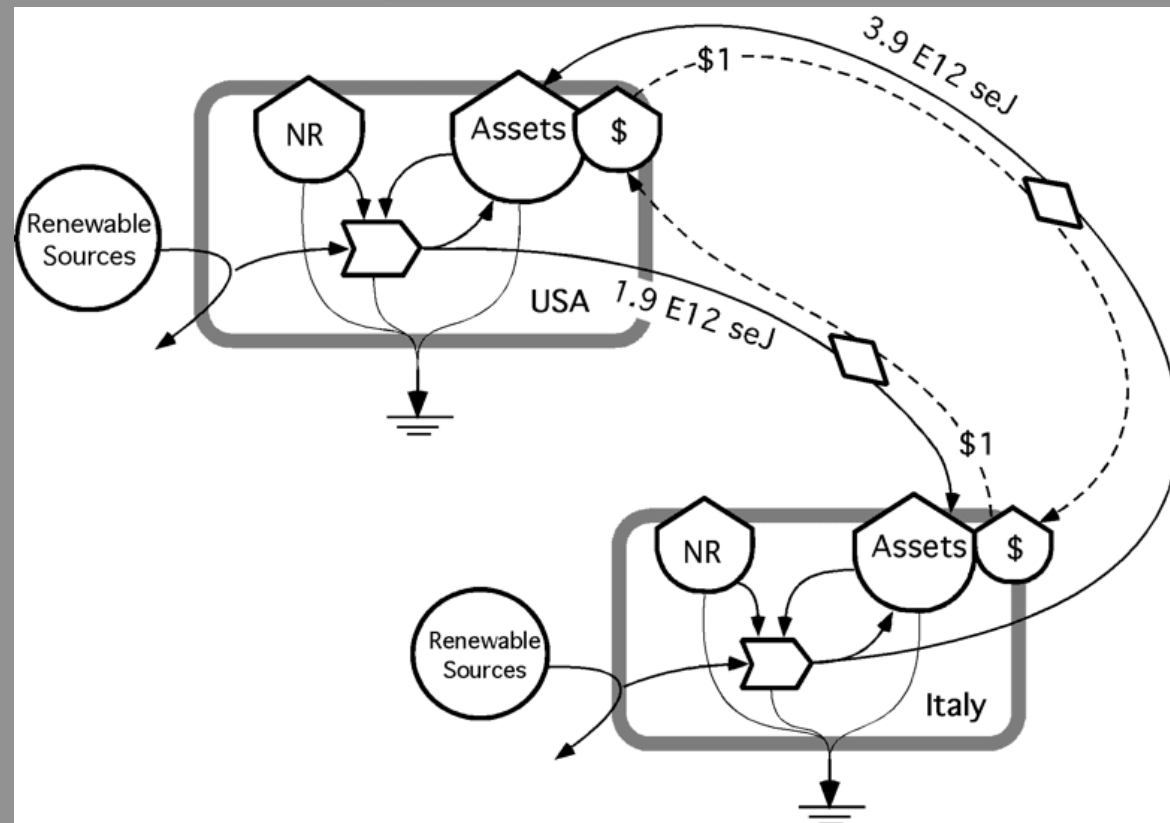 3.9 E12 seJ
$1
NR
Assets
$
Renewable
Sources
USA
1.9 E12 seJ
$1
NR
Assets
$
Renewable
Sources
Italy